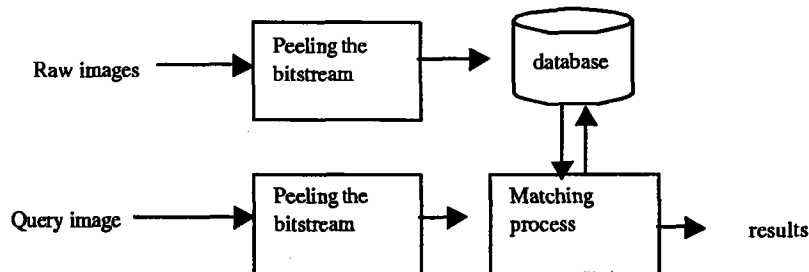 Raw images
Peeling the
bitstream
database
Query image
Peeling the
bitstream
Matching
process
results